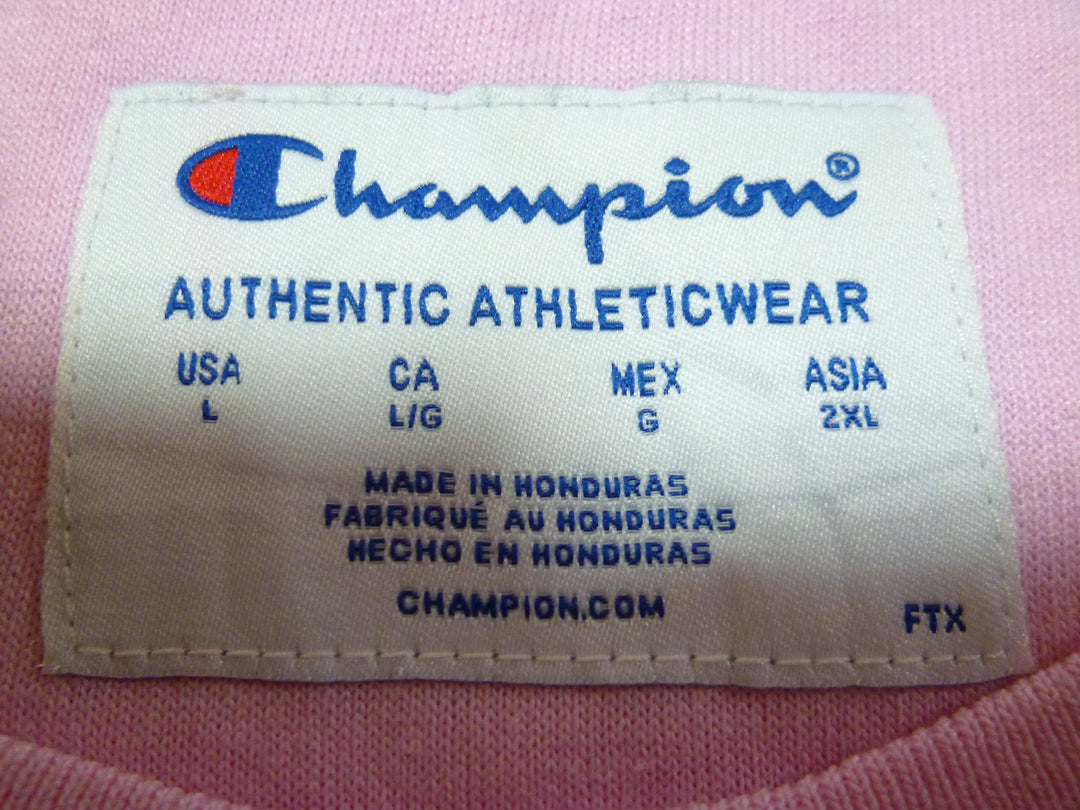 Champion®
AUTHENTIC ATHLETICWEAR
USA CA MEX ASIA
L L/G G 2XL
MADE IN HONDURAS
FABRIQUÉ AU HONDURAS
HECHO EN HONDURAS
CHAMPION.COM
FTX